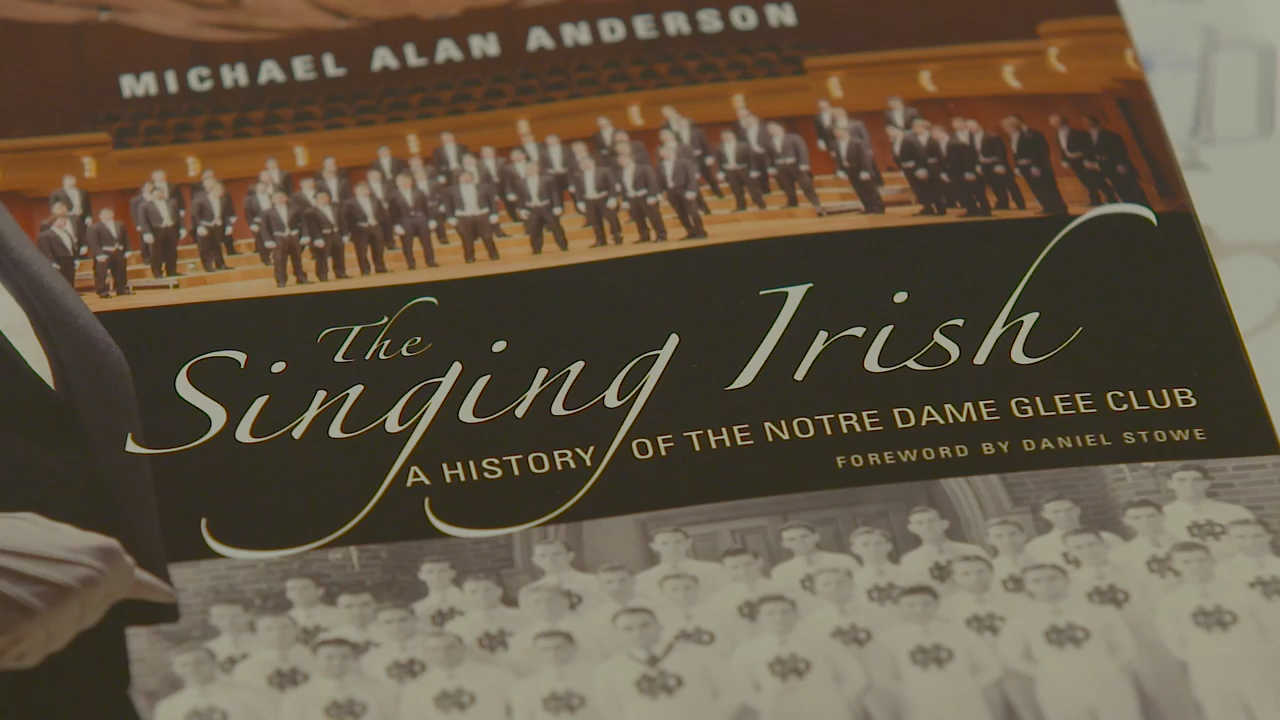 MICHAEL ALAN ANDERSON
The
Singing Irish
A HISTORY OF THE NOTRE DAME GLEE CLUB
FOREWORD BY DANIEL STOWE